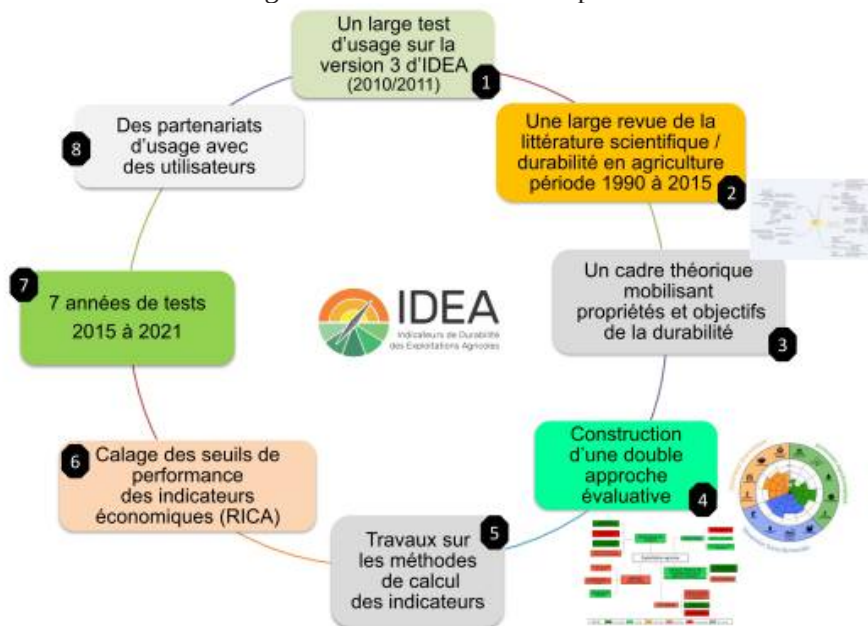 Un large test
d'usage sur la
version 3 d'IDEA
(2010/2011)
1
Une large revue de la
littérature scientifique /
durabilité en agriculture
période 1990 à 2015
2
Un cadre théorique
mobilisant
propriétés et objectifs
de la durabilité
3
Construction
d'une double
approche
évaluative
4
Travaux sur
les méthodes
de calcul
des indicateurs
5
Calage des seuils de
performance
des indicateurs
économiques (RICA)
6
7 années de tests
2015 à 2021
7
Des partenariats
d'usage avec
des utilisateurs
8
IDEA
Indicateurs de Durabilité
des Exploitations Agricoles